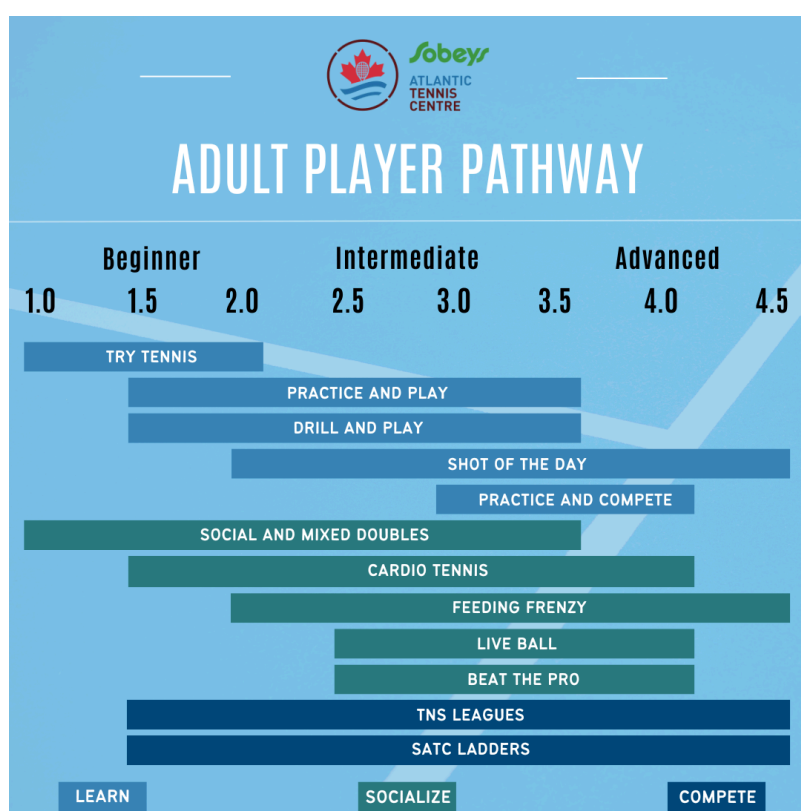 Sobeys
ATLANTIC
TENNIS
CENTRE
ADULT PLAYER PATHWAY
Beginner Intermediate Advanced
1.0 1.5 2.0 2.5 3.0 3.5 4.0 4.5
TRY TENNIS
PRACTICE AND PLAY
DRILL AND PLAY
SHOT OF THE DAY
PRACTICE AND COMPETE
SOCIAL AND MIXED DOUBLES
CARDIO TENNIS
FEEDING FRENZY
LIVE BALL
BEAT THE PRO
TNS LEAGUES
SATC LADDERS
LEARN SOCIALIZE COMPETE